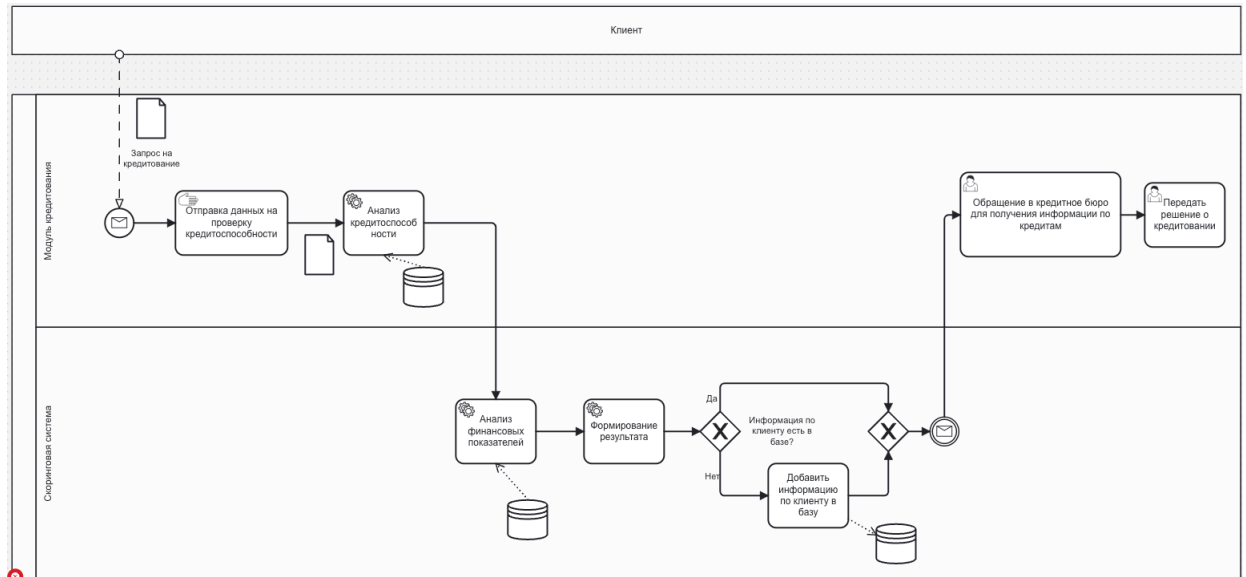 Клиент
Запрос на
кредитование
Модуль кредитования
Отправка данных на
проверку
кредитоспособности
Анализ
кредитоспособ
ности
Обращение в кредитное бюро
для получения информации по
кредитам
Передать
решение о
кредитовании
Скоринговая система
Анализ
финансовых
показателей
Формирование
результата
Да
Информация по
клиенту есть в
базе?
Нет
Добавить
информацию
по клиенту в
базу